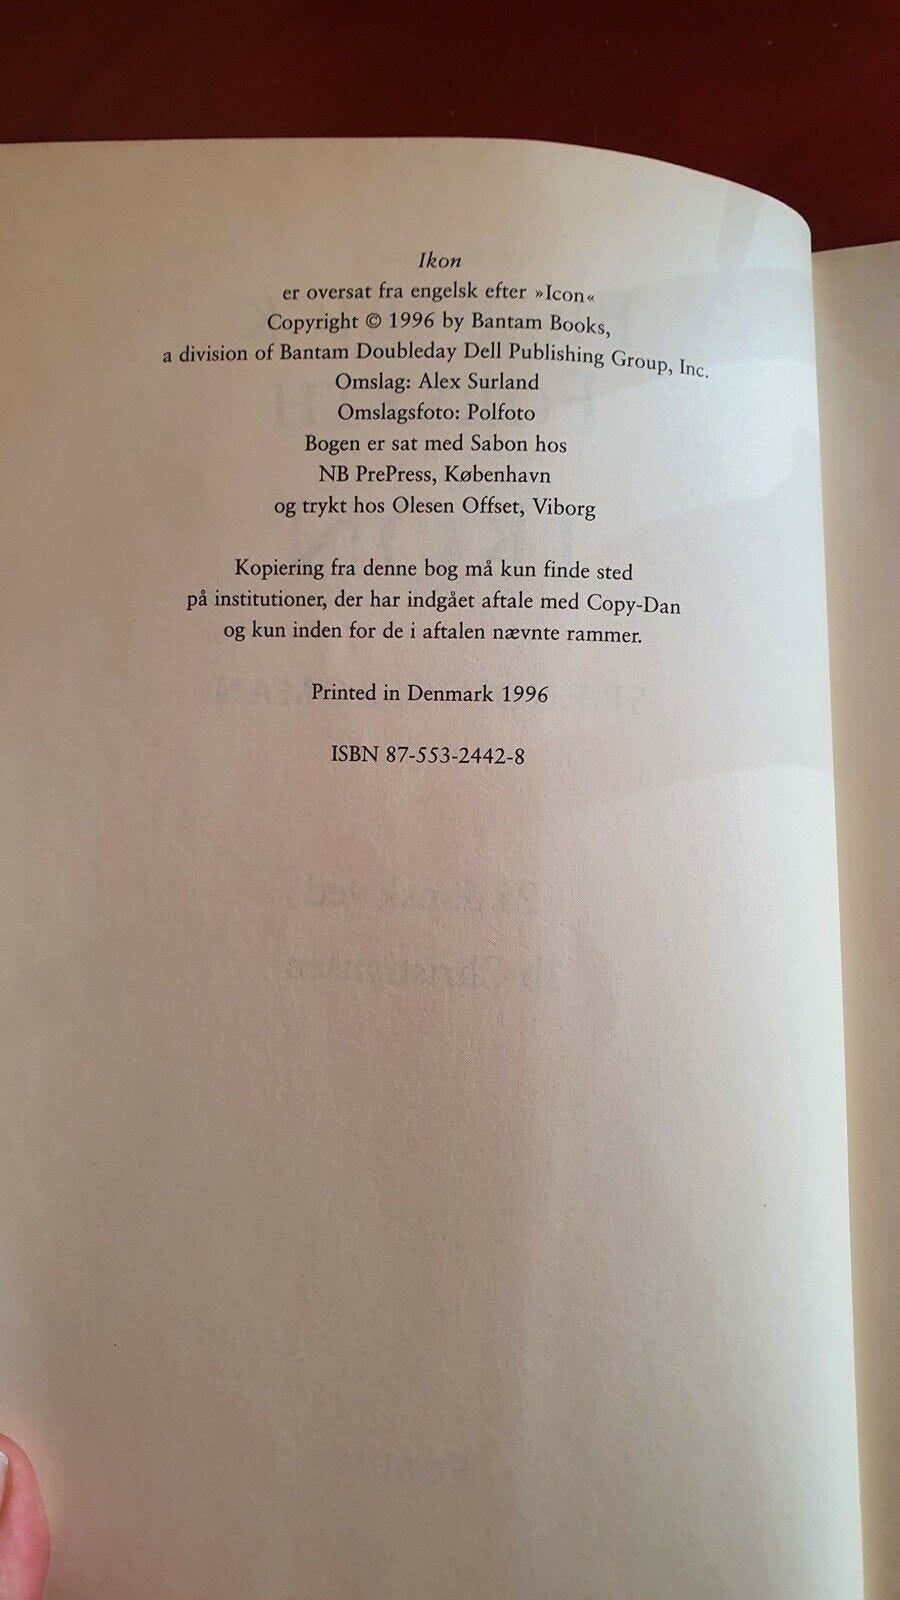 Ikon
er oversat fra engelsk efter »Icon«
Copyright © 1996 by Bantam Books,
a division of Bantam Doubleday Dell Publishing Group, Inc.
Omslag: Alex Surland
Omslagsfoto: Polfoto
Bogen er sat med Sabon hos
NB PrePress, København
og trykt hos Olesen Offset, Viborg
Kopiering fra denne bog må kun finde sted
på institutioner, der har indgået aftale med Copy-Dan
og kun inden for de i aftalen nævnte rammer.
Printed in Denmark 1996
ISBN 87-553-2442-8